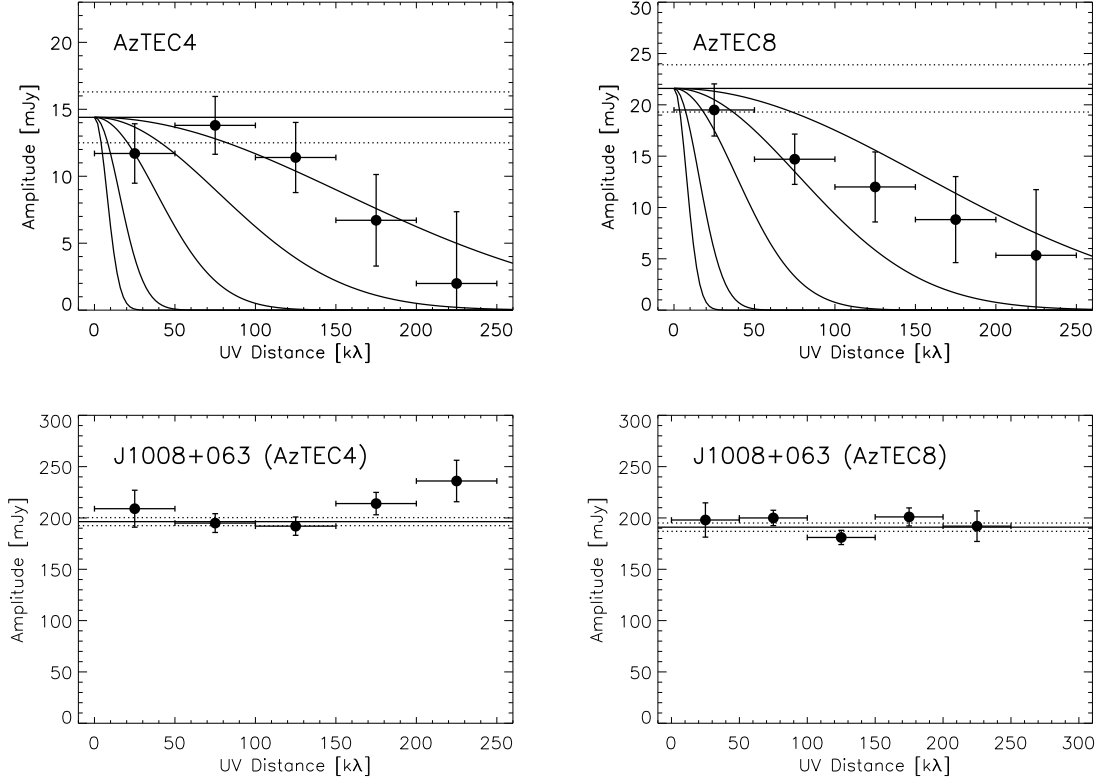 AzTEC4
20
15
10
5
0
Amplitude [mJy]
0 50 100 150 200 250
UV Distance [kλ]
AzTEC8
30
25
20
15
10
5
0
Amplitude [mJy]
0 50 100 150 200 250
UV Distance [kλ]
J1008+063 (AzTEC4)
300
250
200
150
100
50
0
Amplitude [mJy]
0 50 100 150 200 250
UV Distance [kλ]
J1008+063 (AzTEC8)
300
250
200
150
100
50
0
Amplitude [mJy]
0 50 100 150 200 250 300
UV Distance [kλ]